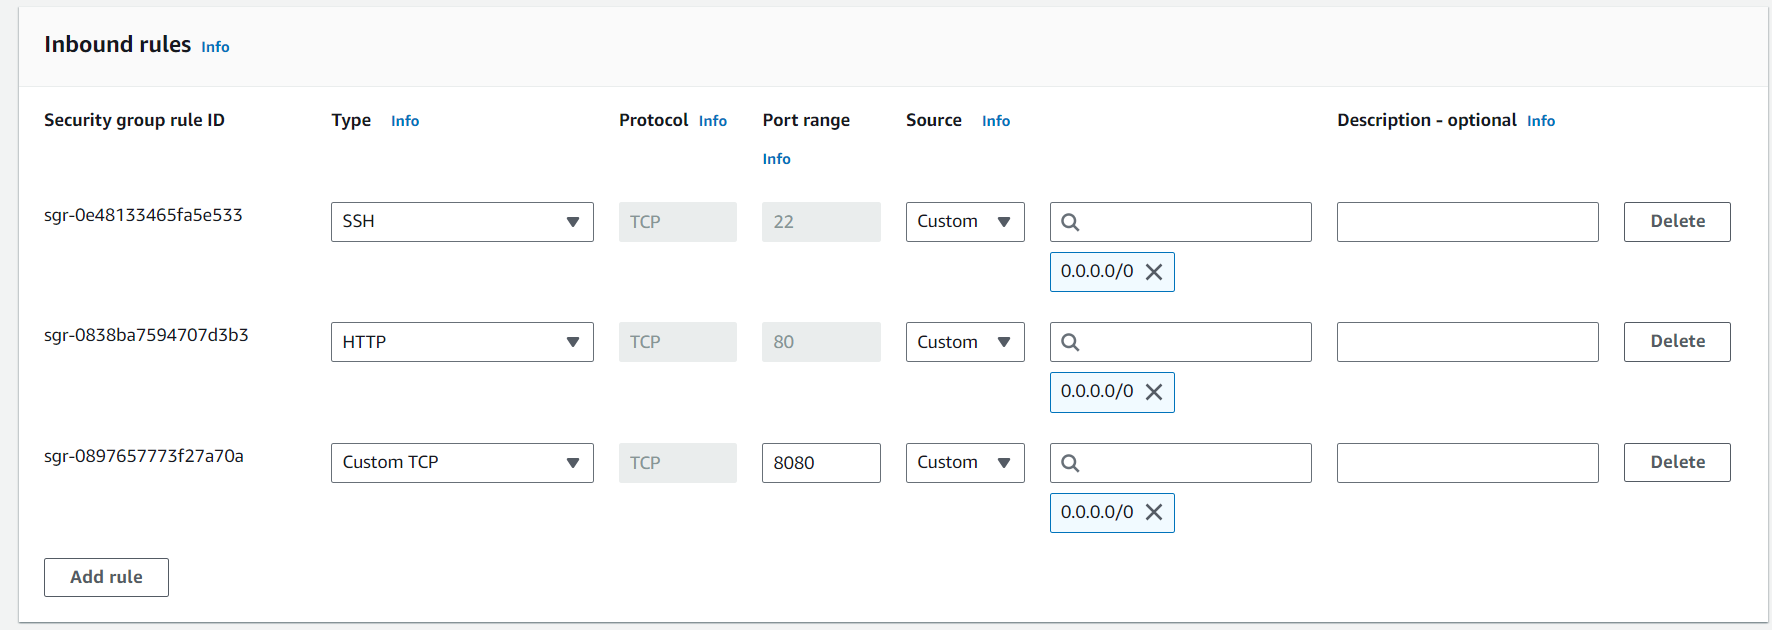 Inbound rules Info
Security group rule ID Type Info Protocol Info Port range Info Source Info Description - optional Info
sgr-0e48133465fa5e533 SSH TCP 22 Custom Delete
0.0.0.0/0
sgr-0838ba7594707d3b3 HTTP TCP 80 Custom Delete
0.0.0.0/0
sgr-0897657773f27a70a Custom TCP TCP 8080 Custom Delete
0.0.0.0/0
Add rule